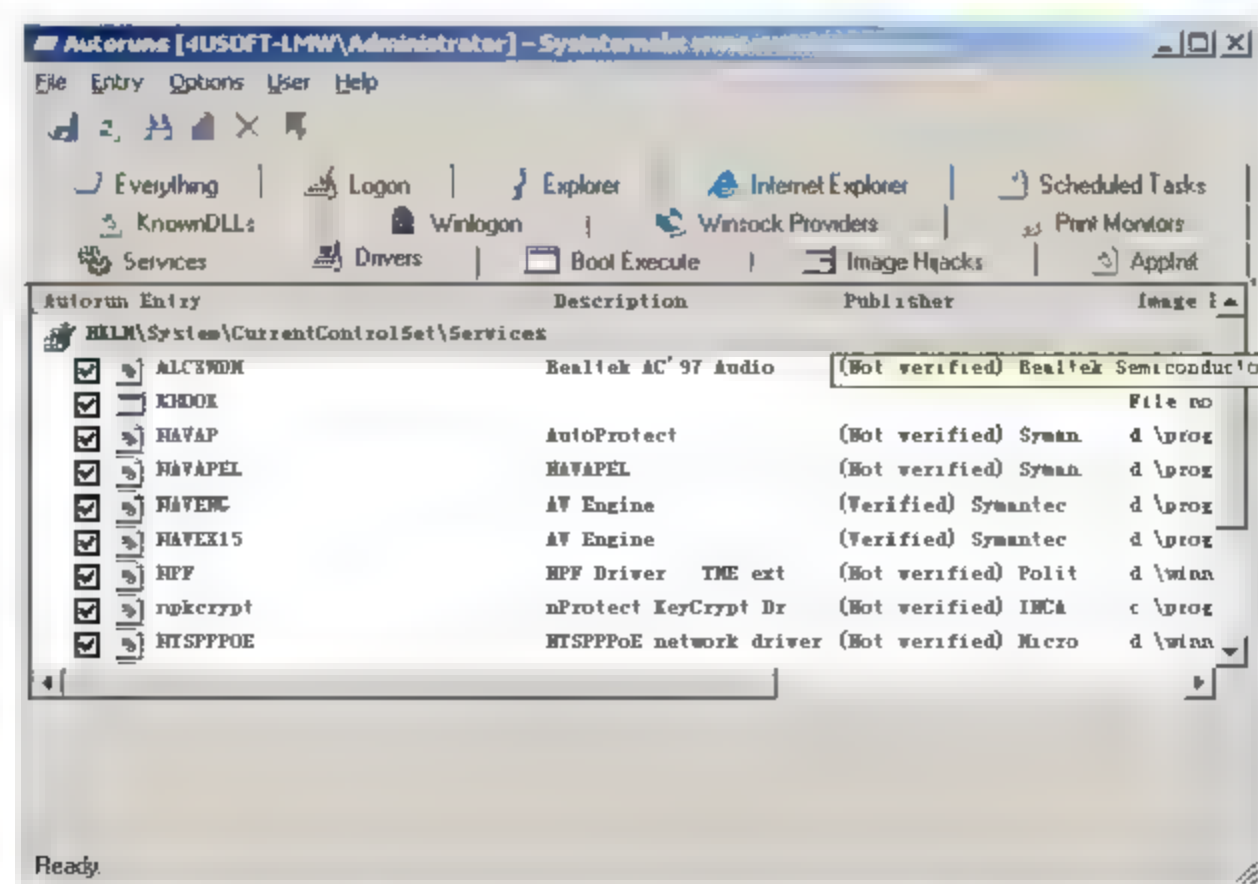 Autoruns [4USOFT-LMW\Administrator] - Sysinternals:
File Entry Options User Help
Everything Logon Explorer Internet Explorer Scheduled Tasks
KnownDLLs Winlogon Winsock Providers Print Monitors
Services Drivers Boot Execute Image Hijacks AppInit
Autorun Entry Description Publisher Image
HKLM\System\CurrentControlSet\Services
ALCXWDM Realtek AC'97 Audio (Not verified) Realtek Semiconducto
KHOOK File no
NAVAP AutoProtect (Not verified) Syman d \prog
NAVAPEL NAVAPEL (Not verified) Syman d \prog
NAVENG AV Engine (Verified) Symantec d \prog
NAVEX15 AV Engine (Verified) Symantec d \prog
NPF NPF Driver TME ext (Not verified) Polit d \winn
npkcrypt nProtect KeyCrypt Dr (Not verified) INCA c \prog
NTSPPPOE NTSPPPoE network driver (Not verified) Micro d \winn
Ready.